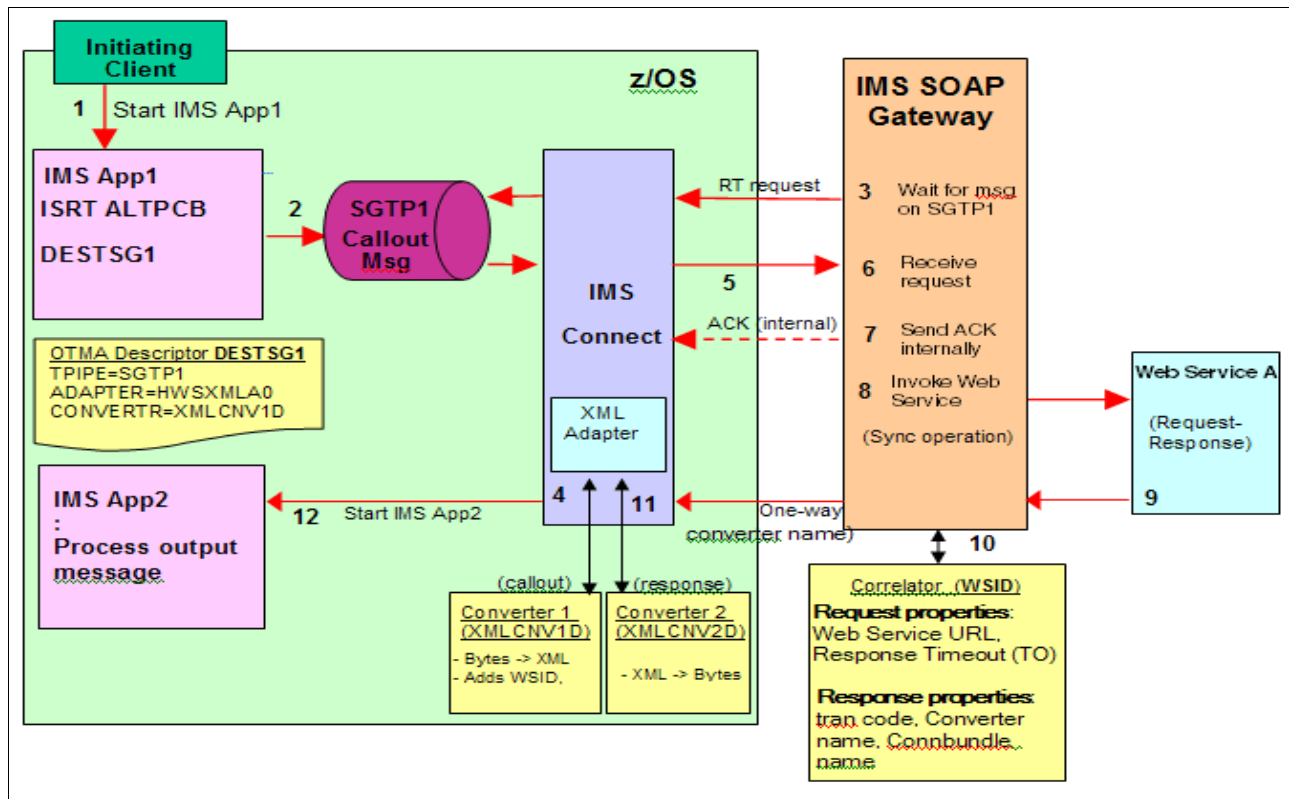 Initiating
Client
z/OS
1
Start IMS App1
IMS App1
ISRT ALTPCB
DESTSG1
2
SGTP1
Callout
Msg
IMS
Connect
XML
Adapter
RT request
5
ACK (internal)
IMS SOAP
Gateway
3 Wait for msg
on SGTP1
6 Receive
request
7 Send ACK
internally
8 Invoke Web
Service
(Sync operation)
Web Service A
(Request-
Response)
9
OTMA Descriptor DESTSG1
TPIPE=SGTP1
ADAPTER=HWSXMLA0
CONVERTR=XMLCNV1D
IMS App2
:
Process output
message
12
Start IMS App2
4
11
One-way
converter name)
10
(callout)
(response)
Converter 1
(XMLCNV1D)
- Bytes -> XML
- Adds WSID,
Converter 2
(XMLCNV2D)
- XML -> Bytes
Correlator (WSID)
Request properties:
Web Service URL,
Response Timeout (TO)
Response properties:
tran code, Converter
name, Connbundle
name